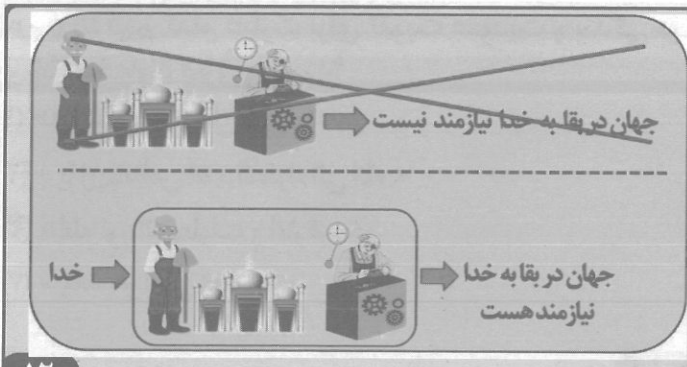 جهان در بقا به خدا نیازمند نیست
خدا
جهان در بقا به خدا
نیازمند هست